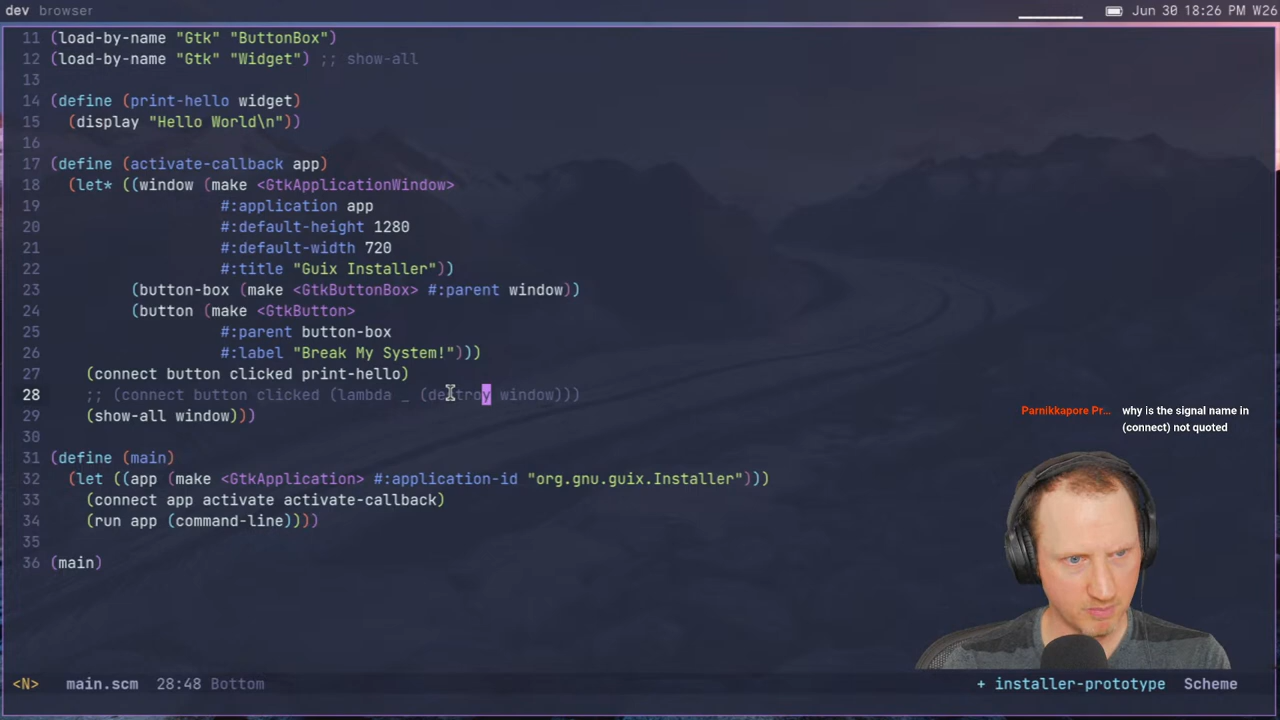 dev browser
Jun 30 18:26 PM W26
11 (load-by-name "Gtk" "ButtonBox")
12 (load-by-name "Gtk" "Widget") ;; show-all
13
14 (define (print-hello widget)
15   (display "Hello World\n"))
16
17 (define (activate-callback app)
18   (let* ((window (make <GtkApplicationWindow>
19                    #:application app
20                    #:default-height 1280
21                    #:default-width 720
22                    #:title "Guix Installer"))
23          (button-box (make <GtkButtonBox> #:parent window))
24          (button (make <GtkButton>
25                    #:parent button-box
26                    #:label "Break My System!")))
27     (connect button clicked print-hello)
28     ;; (connect button clicked (lambda _ (destroy window)))
29     (show-all window)))
30
31 (define (main)
32   (let ((app (make <GtkApplication> #:application-id "org.gnu.guix.Installer")))
33     (connect app activate activate-callback)
34     (run app (command-line))))
35
36 (main)
Parnikkapore Pr... why is the signal name in
(connect) not quoted
<N> main.scm 28:48 Bottom
+ installer-prototype Scheme